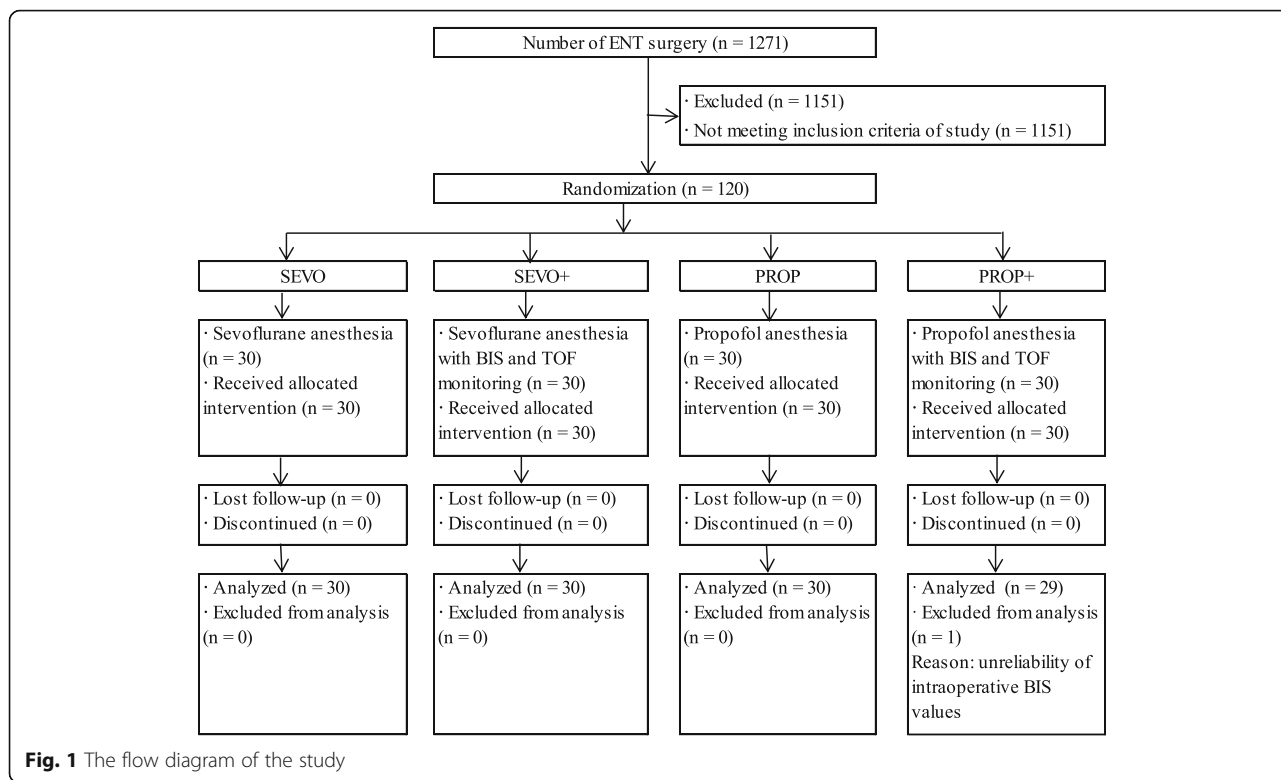 Number of ENT surgery (n = 1271)
· Excluded (n = 1151)
· Not meeting inclusion criteria of study (n = 1151)
Randomization (n = 120)
SEVO
SEVO+
PROP
PROP+
· Sevoflurane anesthesia
(n = 30)
· Received allocated
intervention (n = 30)
· Sevoflurane anesthesia
with BIS and TOF
monitoring (n = 30)
· Received allocated
intervention (n = 30)
· Propofol anesthesia
(n = 30)
· Received allocated
intervention (n = 30)
· Propofol anesthesia
with BIS and TOF
monitoring (n = 30)
· Received allocated
intervention (n = 30)
· Lost follow-up (n = 0)
· Discontinued (n = 0)
· Lost follow-up (n = 0)
· Discontinued (n = 0)
· Lost follow-up (n = 0)
· Discontinued (n = 0)
· Lost follow-up (n = 0)
· Discontinued (n = 0)
· Analyzed (n = 30)
· Excluded from analysis
(n = 0)
· Analyzed (n = 30)
· Excluded from analysis
(n = 0)
· Analyzed (n = 30)
· Excluded from analysis
(n = 0)
· Analyzed (n = 29)
· Excluded from analysis
(n = 1)
Reason: unreliability of
intraoperative BIS
values
Fig. 1 The flow diagram of the study